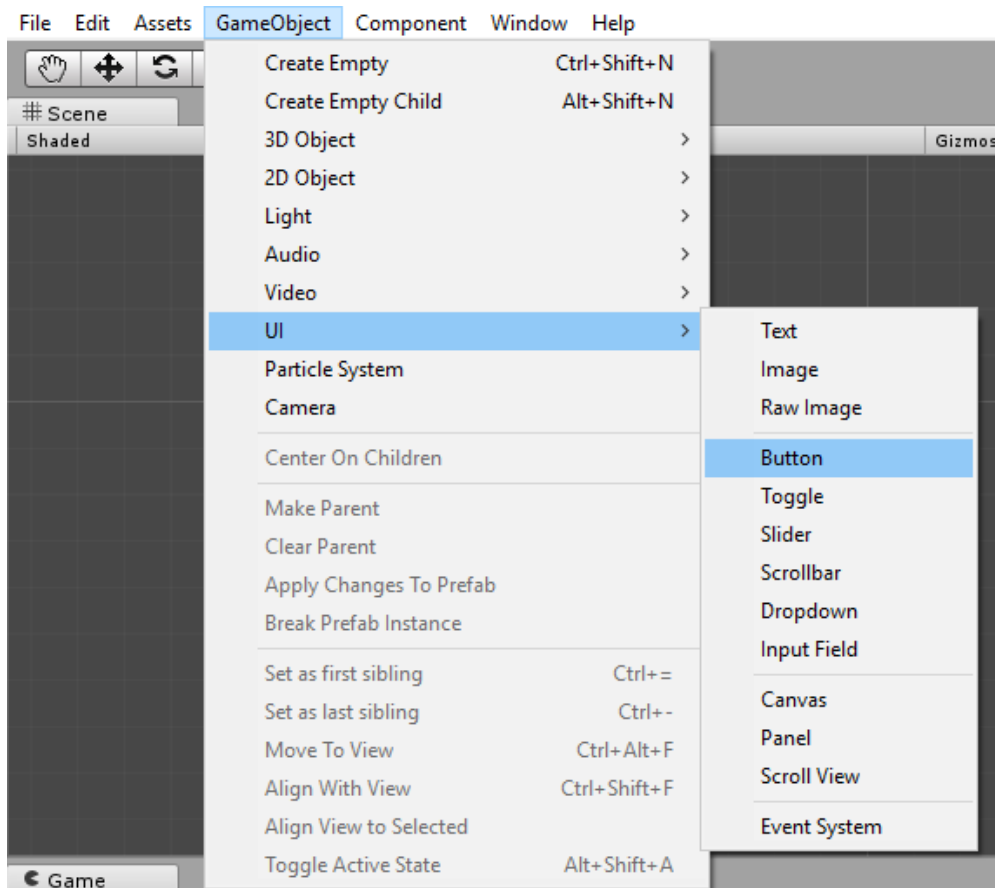 File Edit Assets GameObject Component Window Help
Scene
Shaded
Gizmos
Create Empty Ctrl+Shift+N
Create Empty Child Alt+Shift+N
3D Object
2D Object
Light
Audio
Video
UI
Particle System
Camera
Center On Children
Make Parent
Clear Parent
Apply Changes To Prefab
Break Prefab Instance
Set as first sibling Ctrl+=
Set as last sibling Ctrl+-
Move To View Ctrl+Alt+F
Align With View Ctrl+Shift+F
Align View to Selected
Toggle Active State Alt+Shift+A
Text
Image
Raw Image
Button
Toggle
Slider
Scrollbar
Dropdown
Input Field
Canvas
Panel
Scroll View
Event System
Game